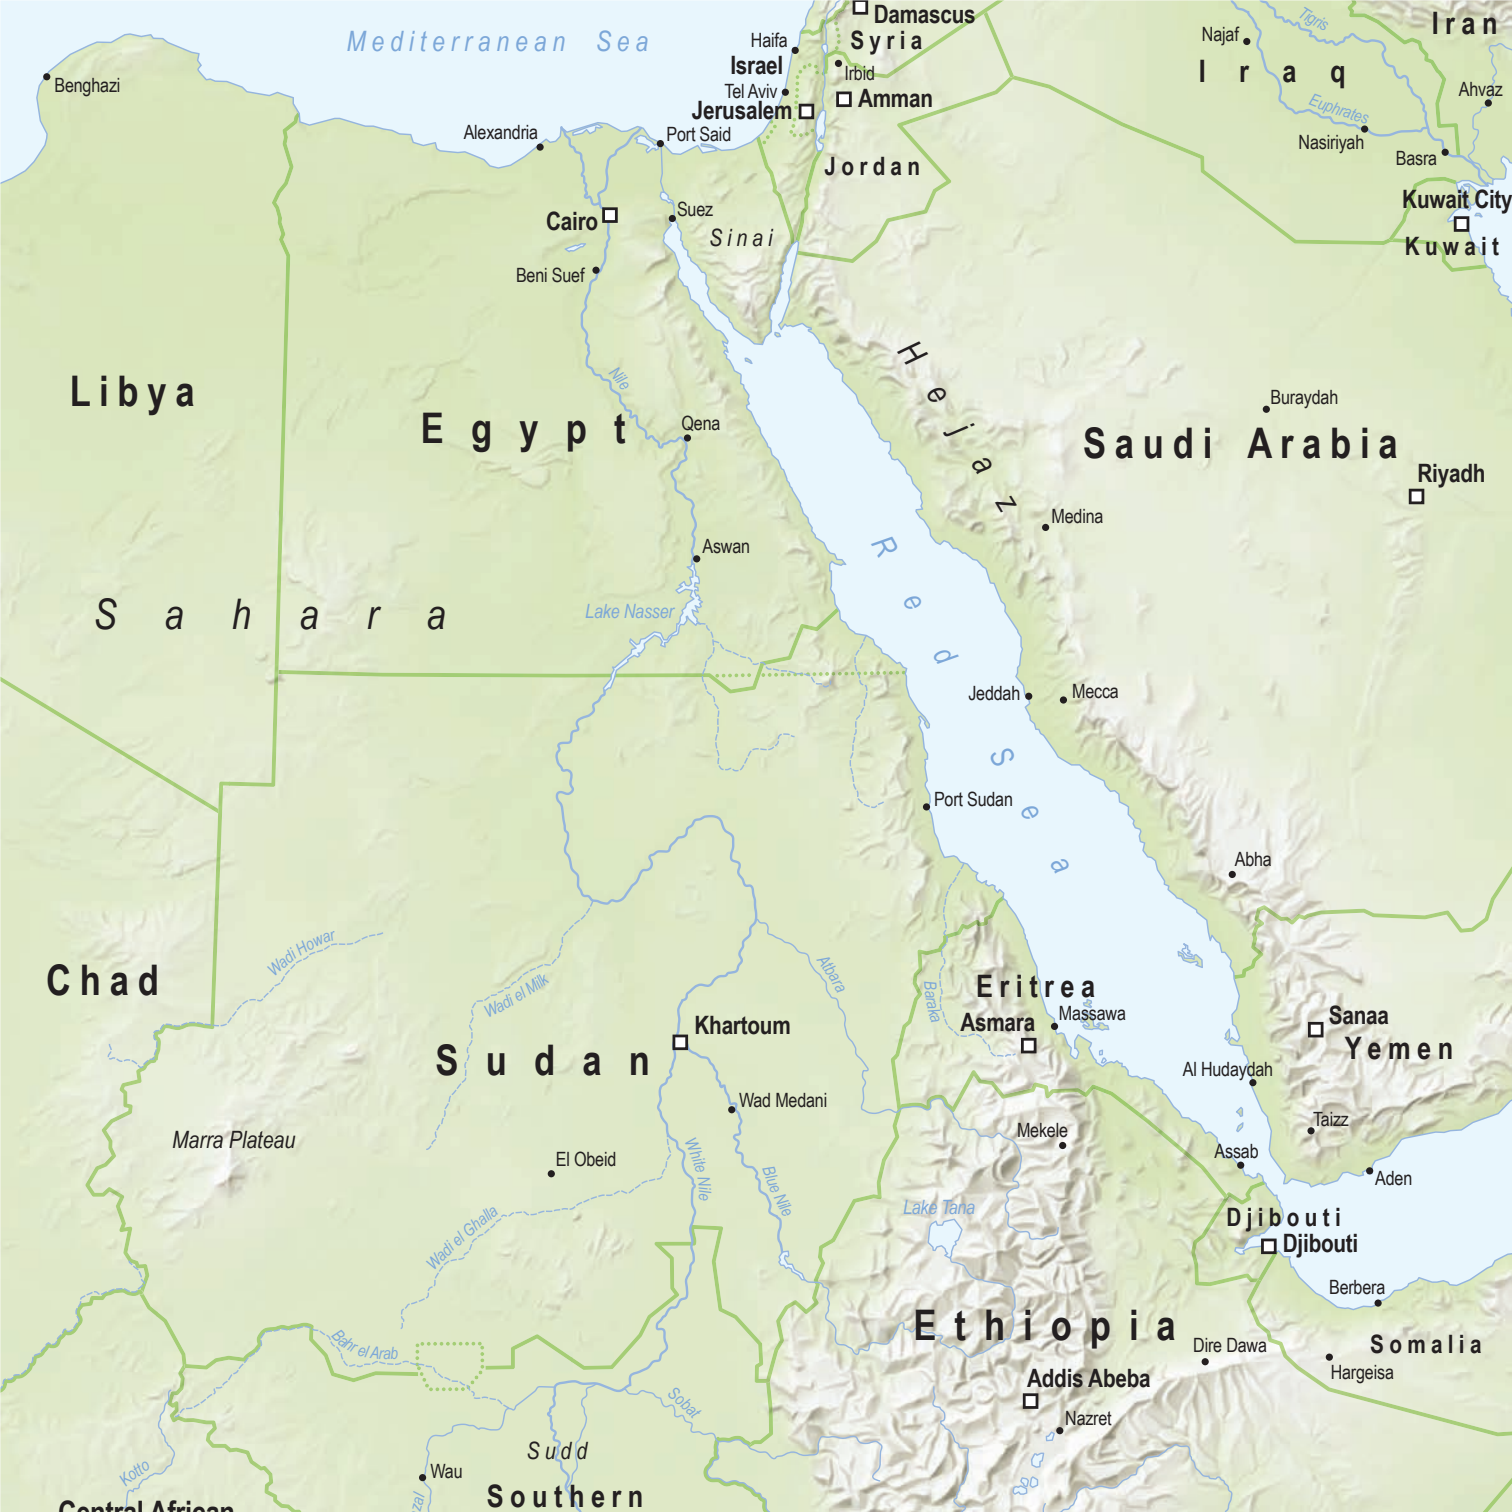 Damascus
Syria
Mediterranean Sea
Haifa
Israel
Irbid
Tel Aviv
Amman
Jerusalem
Najaf
Tigris
Iran
Iraq
Ahvaz
Euphrates
Nasiriyah
Basra
Benghazi
Alexandria
Port Said
Jordan
Kuwait City
Kuwait
Cairo
Suez
Sinai
Beni Suef
Hejaz
Libya
Egypt
Nile
Qena
Buraydah
Saudi Arabia
Riyadh
Medina
Aswan
Red Sea
Sahara
Lake Nasser
Jeddah
Mecca
Port Sudan
Abha
Wadi Howar
Chad
Wadi el Milk
Atbara
Baraka
Eritrea
Massawa
Asmara
Khartoum
Sudan
Sanaa
Yemen
Al Hudaydah
Wad Medani
Marra Plateau
El Obeid
White Nile
Blue Nile
Mekele
Taizz
Assab
Aden
Lake Tana
Wadi el Ghalla
Djibouti
Djibouti
Berbera
Ethiopia
Bahr el Arab
Dire Dawa
Somalia
Hargeisa
Addis Abeba
Nazret
Sobat
Sudd
Kotto
Wau
Southern
Central African